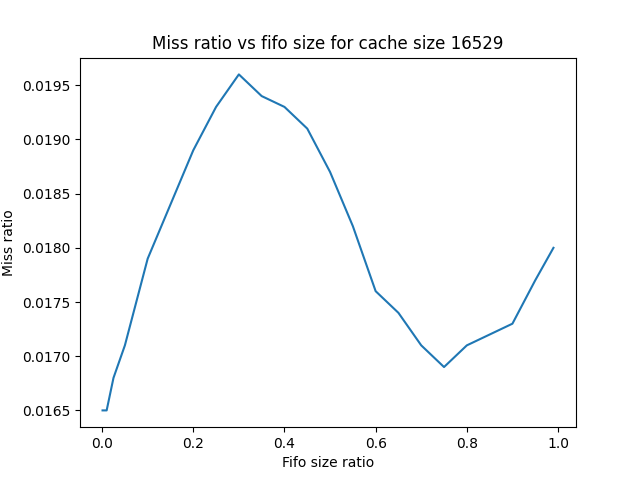 Miss ratio vs fifo size for cache size 16529
0.0195
0.0190
0.0185
0.0180
0.0175
0.0170
0.0165
Miss ratio
0.0 0.2 0.4 0.6 0.8 1.0
Fifo size ratio